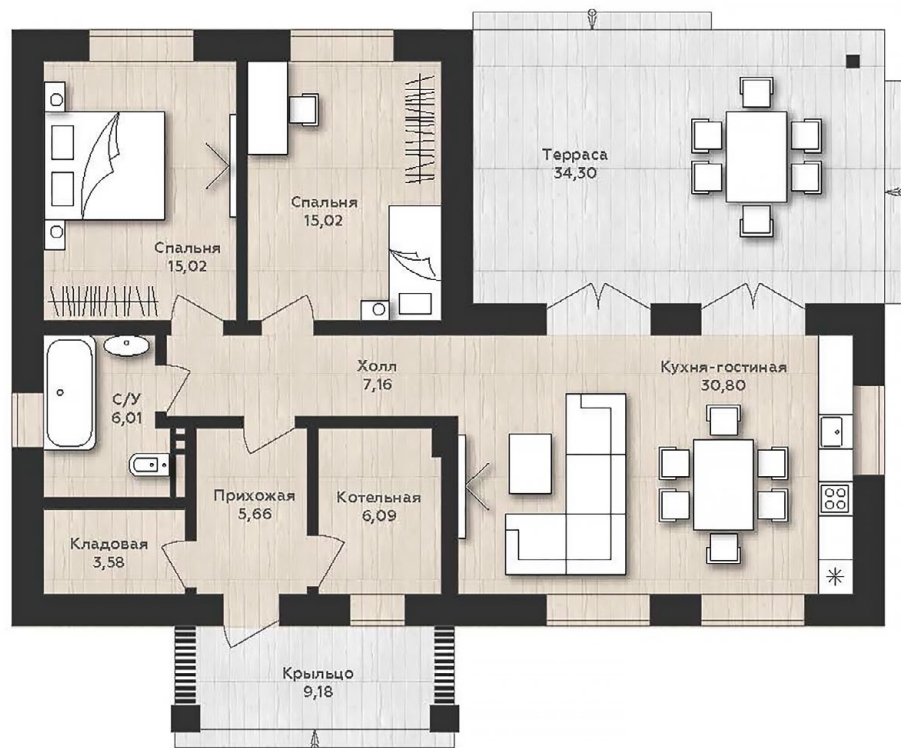 Терраса
34,30
Спальня
15,02
Спальня
15,02
Холл
7,16
Кухня-гостиная
30,80
С/У
6,01
Прихожая
5,66
Котельная
6,09
Кладовая
3,58
Крыльцо
9,18